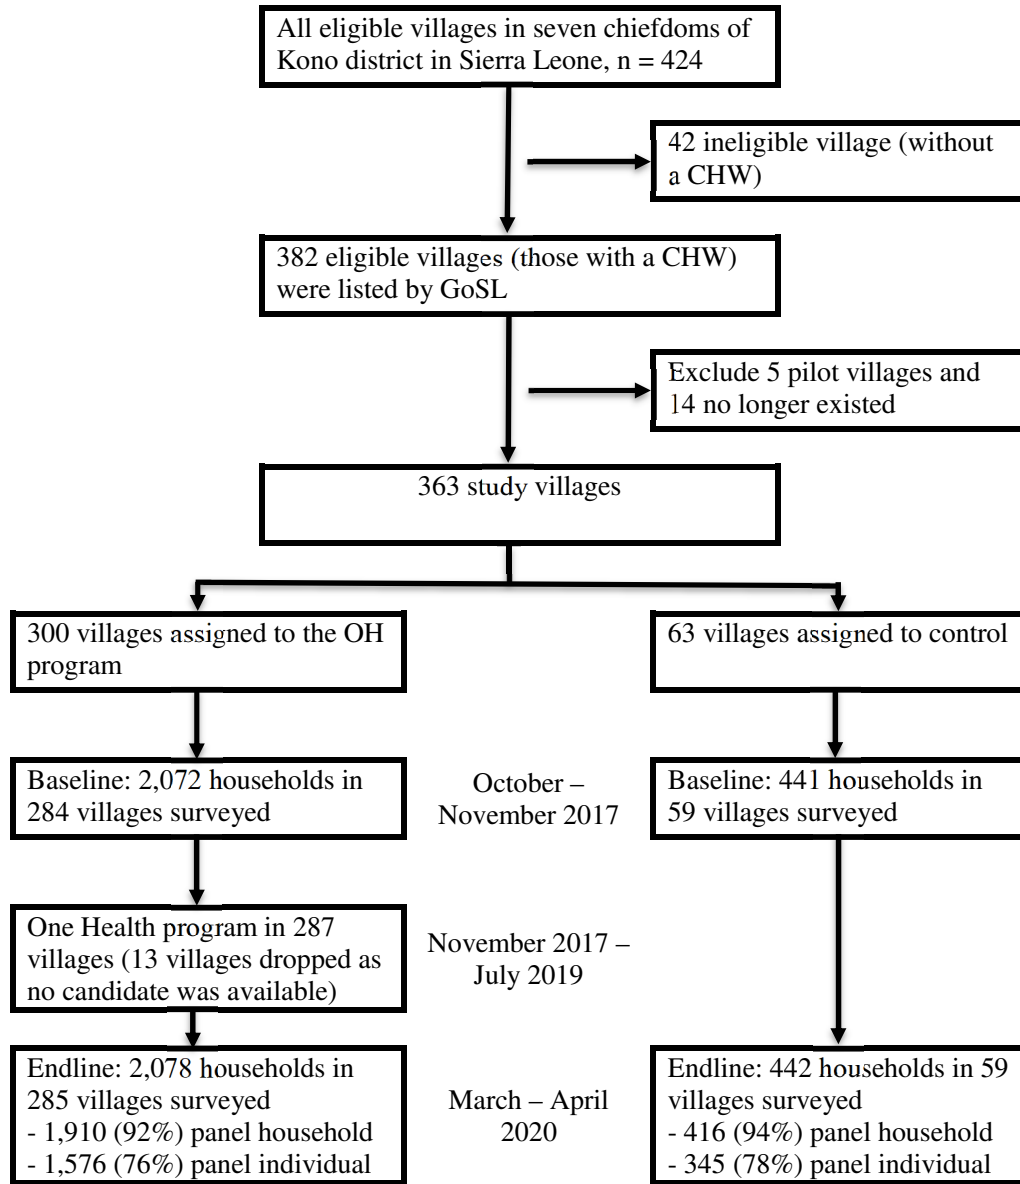 All eligible villages in seven chiefdoms of
Kono district in Sierra Leone, n = 424
42 ineligible village (without
a CHW)
382 eligible villages (those with a CHW)
were listed by GoSL
Exclude 5 pilot villages and
14 no longer existed
363 study villages
300 villages assigned to the OH
program
63 villages assigned to control
Baseline: 2,072 households in
284 villages surveyed
October –
November 2017
Baseline: 441 households in
59 villages surveyed
One Health program in 287
villages (13 villages dropped as
no candidate was available)
November 2017 –
July 2019
Endline: 2,078 households in
285 villages surveyed
- 1,910 (92%) panel household
- 1,576 (76%) panel individual
March – April
2020
Endline: 442 households in 59
villages surveyed
- 416 (94%) panel household
- 345 (78%) panel individual